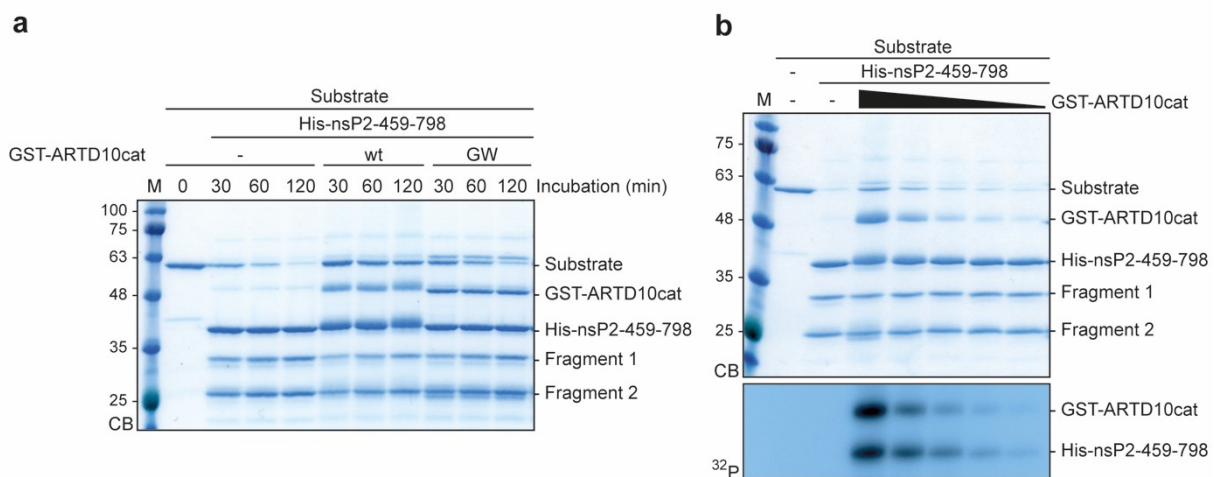 a
Substrate
His-nsP2-459-798
GST-ARTD10cat - wt GW
M 0 30 60 120 30 60 120 30 60 120 Incubation (min)
100
75
63
48
35
25
CB
Substrate
GST-ARTD10cat
His-nsP2-459-798
Fragment 1
Fragment 2
b
Substrate
- His-nsP2-459-798
M - - GST-ARTD10cat
75
63
48
35
25
CB
Substrate
GST-ARTD10cat
His-nsP2-459-798
Fragment 1
Fragment 2
32P
GST-ARTD10cat
His-nsP2-459-798